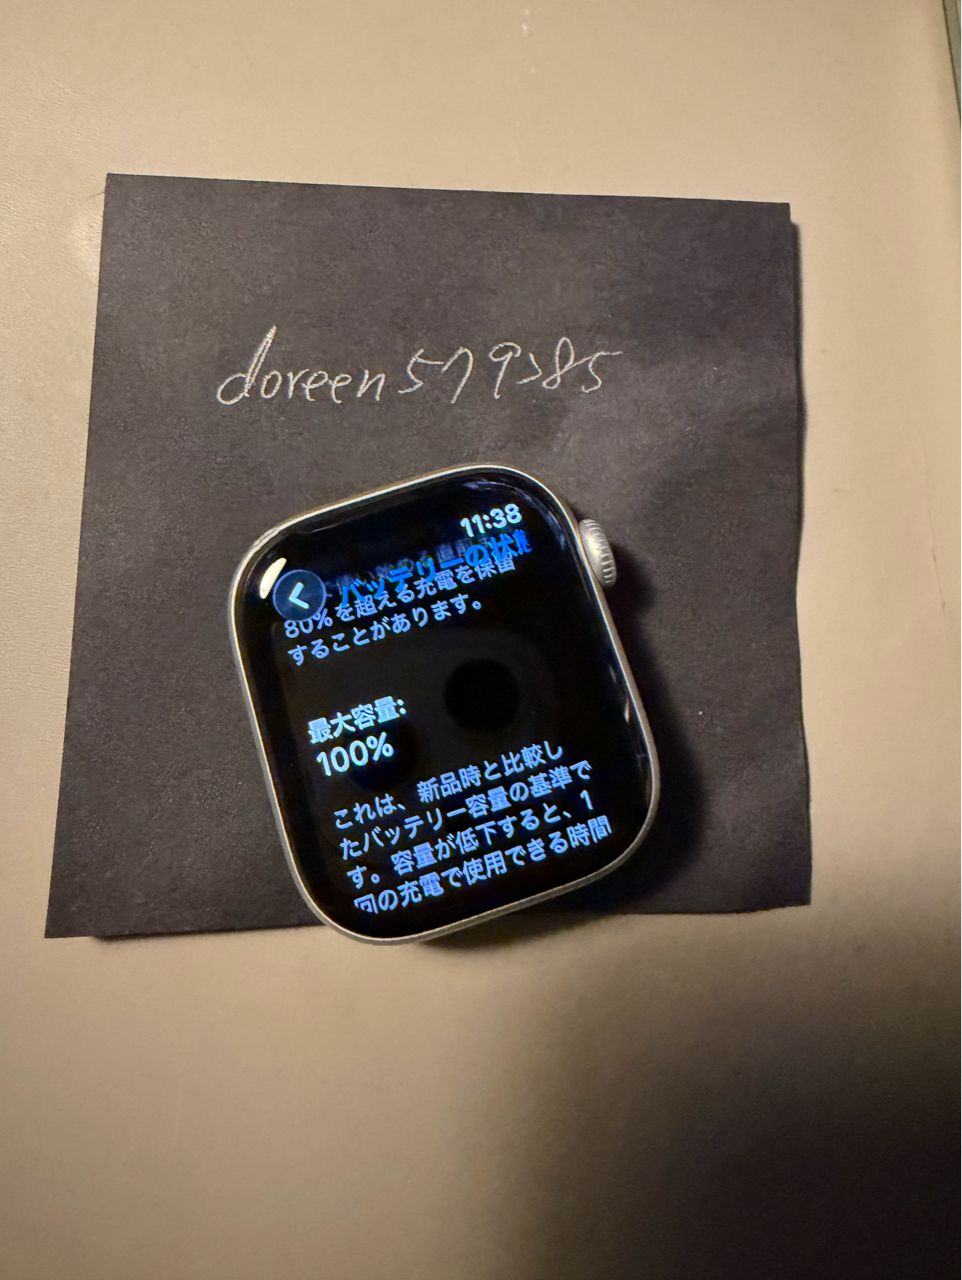 doreen579285
11:38
バッテリーの状態
80%を超える充電を保留
することがあります。
最大容量:
100%
これは、新品時と比較し
たバッテリー容量の基準で
す。容量が低下すると、1
回の充電で使用できる時間